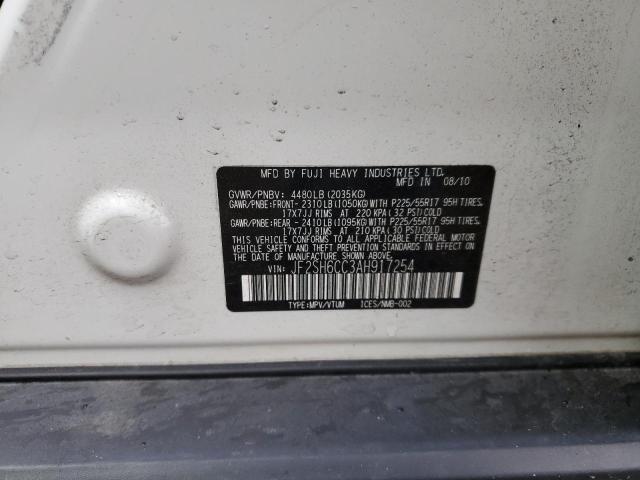 MFD BY FUJI HEAVY INDUSTRIES LTD.
MFD IN 08/10
GVWR/PNBV: 4480LB(2035KG)
GAWR/PNBE:FRONT- 2310LB(1050KG)WITH P225/55R17 95H TIRES,
17X7JJ RIMS AT 220 KPA(32 PSI)COLD
GAWR/PNBE:REAR - 2410LB(1095KG)WITH P225/55R17 95H TIRES,
17X7JJ RIMS AT 210 KPA(30 PSI)COLD
THIS VEHICLE CONFORMS TO ALL APPLICABLE FEDERAL MOTOR
VEHICLE SAFETY AND THEFT PREVENTION STANDARDS
IN EFFECT ON THE DATE OF MANUFACTURE SHOWN ABOVE.
VIN: JF2SH6CC3AH917254
TYPE:MPV/VTUM ICES/NMB-002